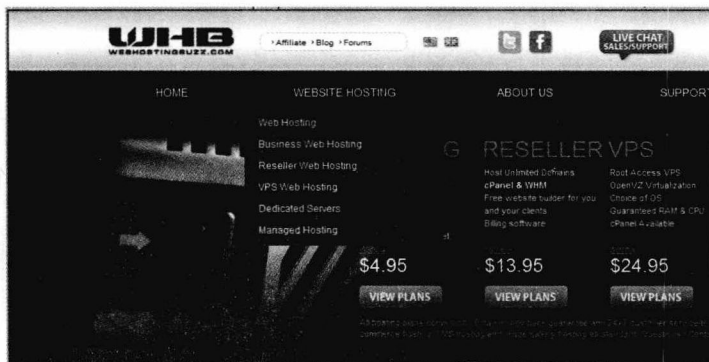 WHB
WEBHOSTINGBUZZ.COM
Affiliate Blog Forums
LIVE CHAT
SALES/SUPPORT
HOME WEBSITE HOSTING ABOUT US SUPPORT
Web Hosting
Business Web Hosting
Reseller Web Hosting
VPS Web Hosting
Dedicated Servers
Managed Hosting
G
RESELLER
Host Unlimited Domains
cPanel & WHM
Free website builder for you
and your clients
Billing software
VPS
Root Access VPS
OpenVZ Virtualization
Choice of OS
Guaranteed RAM & CPU
cPanel Available
$4.95 $13.95 $24.95
VIEW PLANS VIEW PLANS VIEW PLANS